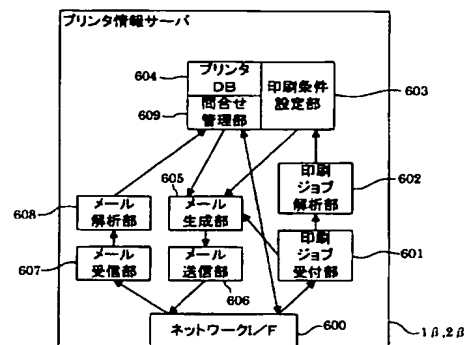 プリンタ情報サーバ
604
プリンタ
DB
609
問合せ
管理部
印刷条件
設定部
603
605
608
メール
解析部
メール
生成部
印刷
ジョブ
解析部
602
607
メール
受信部
メール
送信部
606
印刷
ジョブ
受付部
601
ネットワークI/F
600
1β,2β